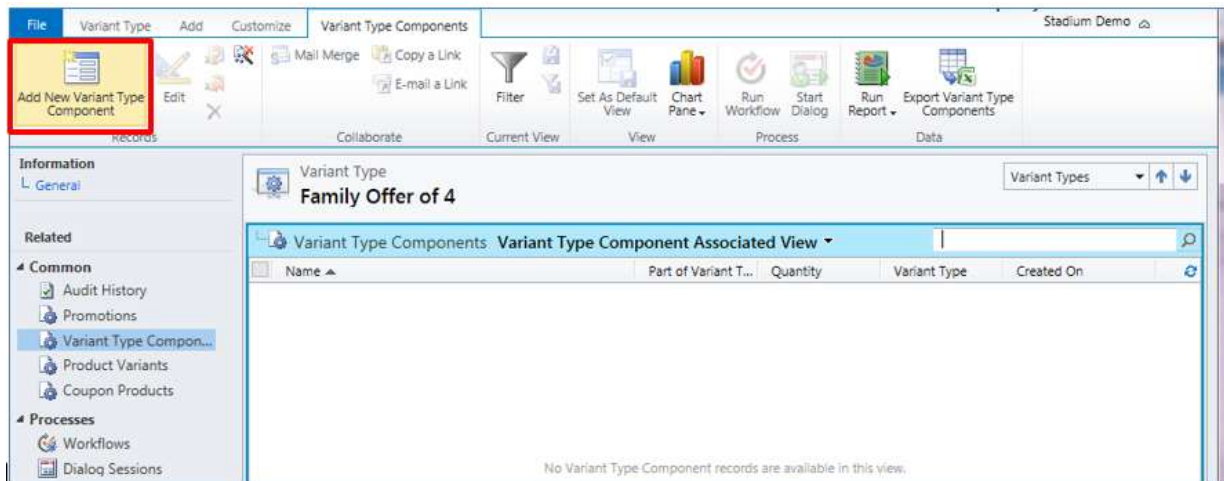 File Variant Type Add Customize Variant Type Components Stadium Demo
Add New Variant Type Component
Edit
Mail Merge
Copy a Link
E-mail a Link
Filter
Set As Default View
Chart Pane
Run Workflow
Start Dialog
Run Report
Export Variant Type Components
Records Collaborate Current View View Process Data
Information
General
Variant Type
Family Offer of 4
Variant Types
Related
Variant Type Components Variant Type Component Associated View
Name Part of Variant T... Quantity Variant Type Created On
Common
Audit History
Promotions
Variant Type Compon...
Product Variants
Coupon Products
Processes
Workflows
Dialog Sessions
No Variant Type Component records are available in this view.